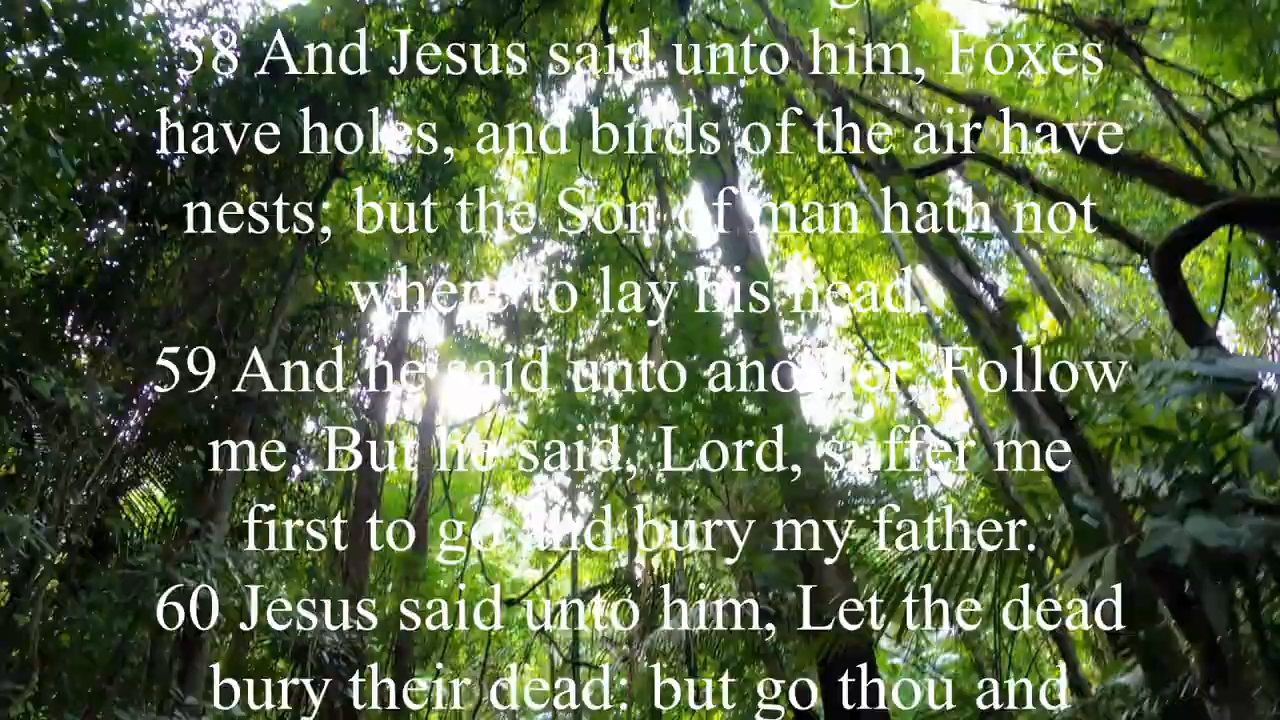 58 And Jesus said unto him, Foxes
have holes, and birds of the air have
nests; but the Son of man hath not
where to lay his head.
59 And he said unto another, Follow
me. But he said, Lord, suffer me
first to go and bury my father.
60 Jesus said unto him, Let the dead
bury their dead: but go thou and